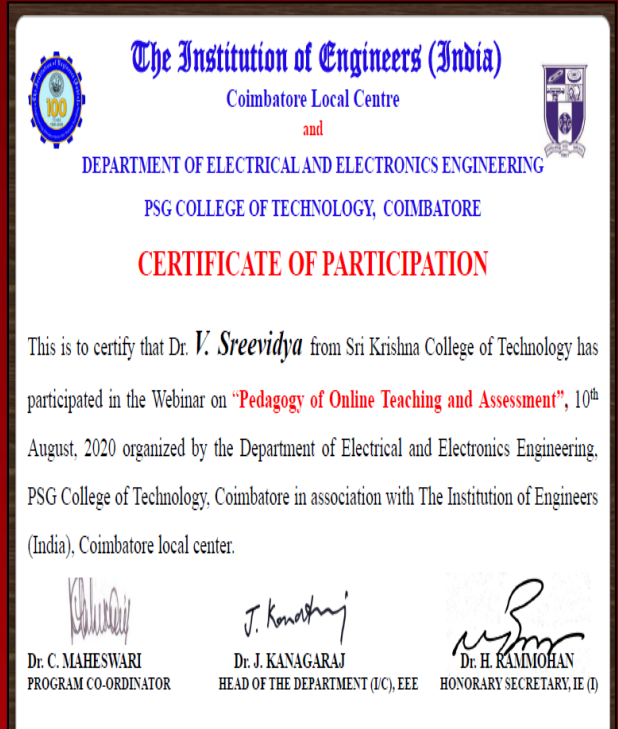 The Institution of Engineers (India)
Coimbatore Local Centre
and
DEPARTMENT OF ELECTRICAL AND ELECTRONICS ENGINEERING
PSG COLLEGE OF TECHNOLOGY, COIMBATORE
CERTIFICATE OF PARTICIPATION
This is to certify that Dr. V. Sreevidya from Sri Krishna College of Technology has
participated in the Webinar on “Pedagogy of Online Teaching and Assessment”, 10th
August, 2020 organized by the Department of Electrical and Electronics Engineering,
PSG College of Technology, Coimbatore in association with The Institution of Engineers
(India), Coimbatore local center.
100
J. Kanagaraj
Dr. C. MAHESWARI
PROGRAM CO-ORDINATOR
Dr. J. KANAGARAJ
HEAD OF THE DEPARTMENT (I/C), EEE
Dr. H. RAMMOHAN
HONORARY SECRETARY, IE (I)